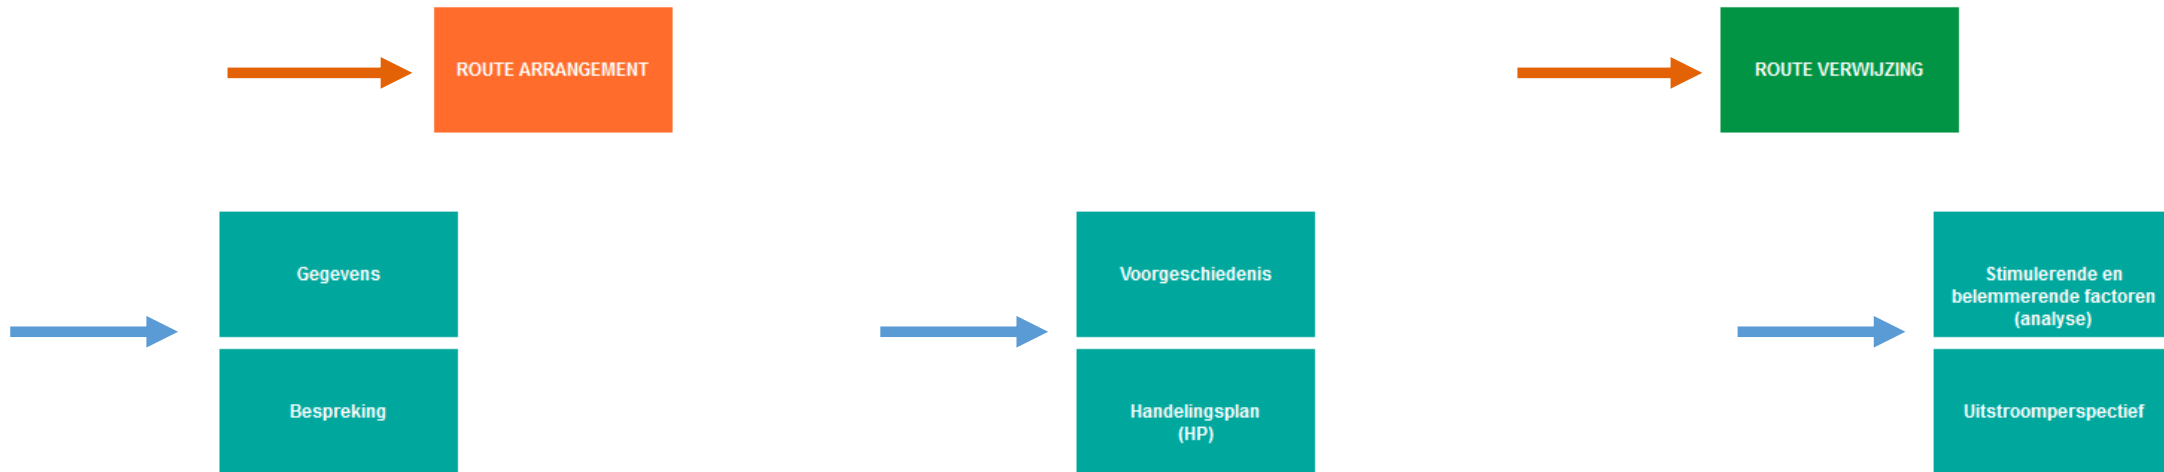 ROUTE ARRANGEMENT
ROUTE VERWIJZING
Gegevens
Voorgeschiedenis
Stimulerende en
belemmerende factoren
(analyse)
Bespreking
Handelingsplan
(HP)
Uitstroomperspectief